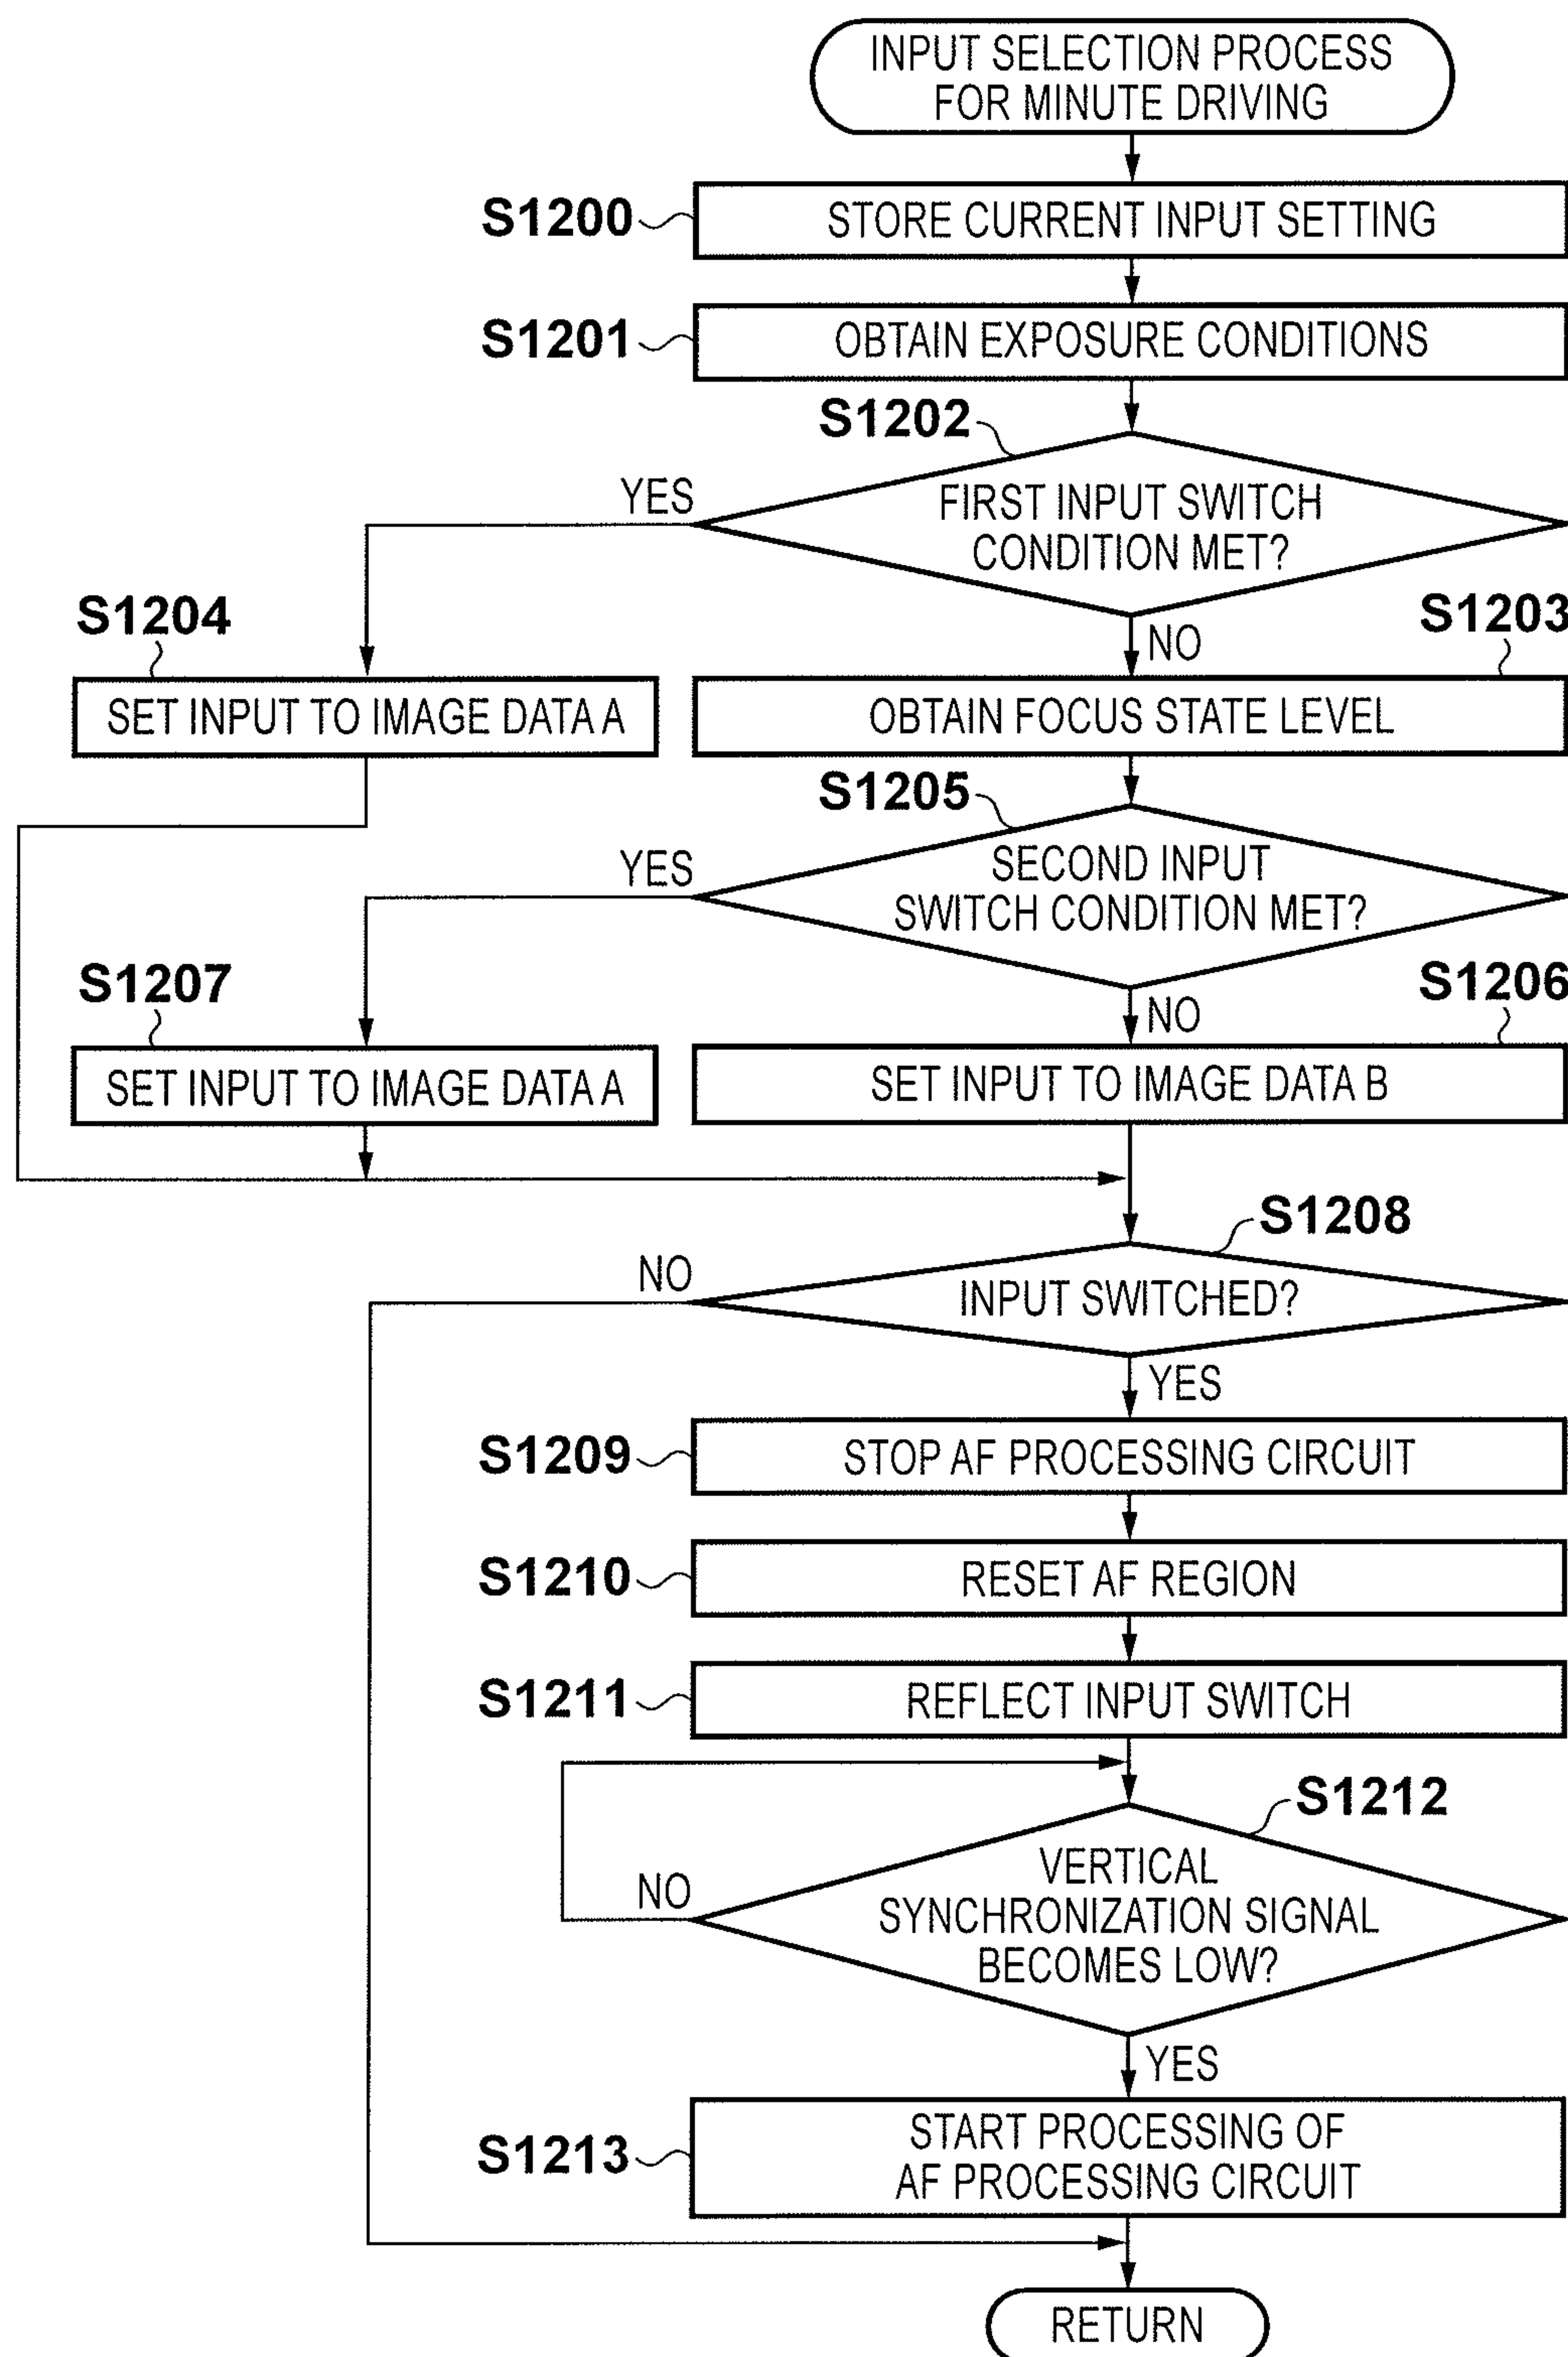 INPUT SELECTION PROCESS
FOR MINUTE DRIVING
S1200
STORE CURRENT INPUT SETTING
S1201
OBTAIN EXPOSURE CONDITIONS
S1202
YES
FIRST INPUT SWITCH
CONDITION MET?
S1204
NO
S1203
SET INPUT TO IMAGE DATA A
OBTAIN FOCUS STATE LEVEL
S1205
YES
SECOND INPUT
SWITCH CONDITION MET?
S1207
NO
S1206
SET INPUT TO IMAGE DATA A
SET INPUT TO IMAGE DATA B
S1208
NO
INPUT SWITCHED?
YES
S1209
STOP AF PROCESSING CIRCUIT
S1210
RESET AF REGION
S1211
REFLECT INPUT SWITCH
S1212
NO
VERTICAL
SYNCHRONIZATION SIGNAL
BECOMES LOW?
YES
S1213
START PROCESSING OF
AF PROCESSING CIRCUIT
RETURN